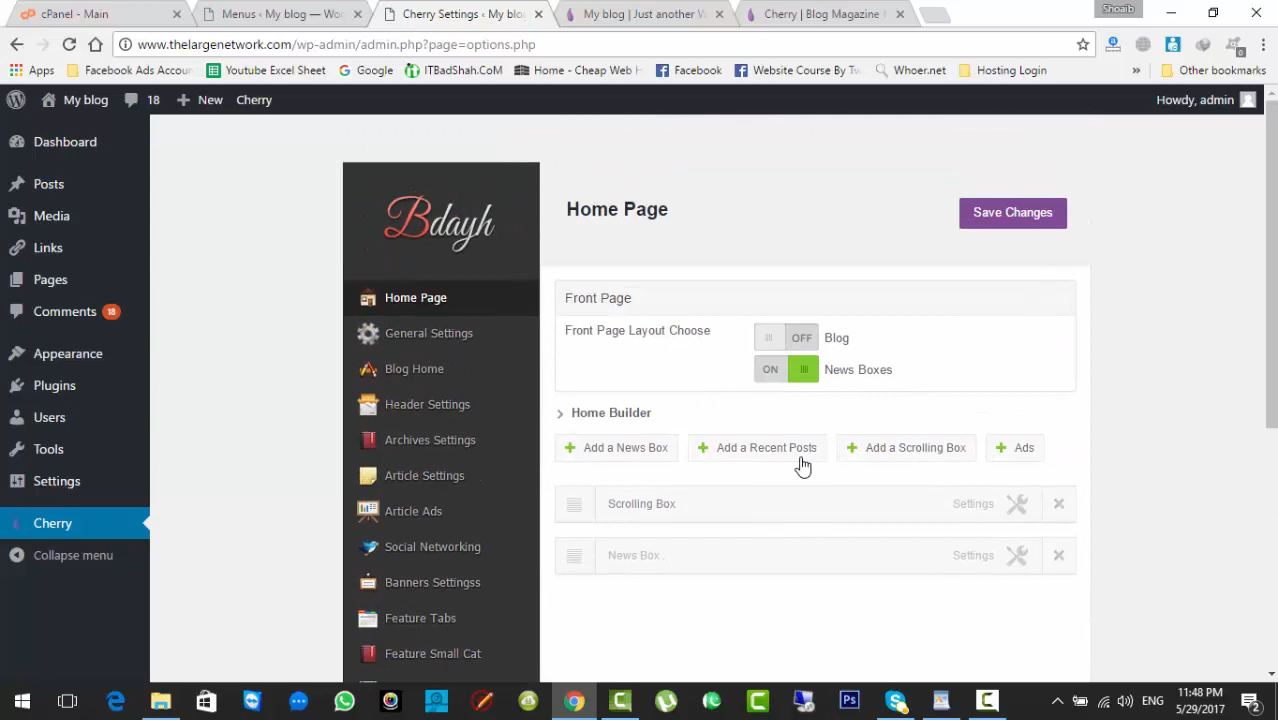 cPanel - Main
Menus ‹ My blog — Wo
Cherry Settings ‹ My blo
My blog | Just another W
Cherry | Blog Magazine
Shoaib
www.thelargenetwork.com/wp-admin/admin.php?page=options.php
Apps
Facebook Ads Accou
Youtube Excel Sheet
Google
ITBadShah.CoM
Home - Cheap Web H
Facebook
Website Course By Tw
Whoer.net
Hosting Login
»
Other bookmarks
My blog
18
New
Cherry
Howdy, admin
Dashboard
Posts
Media
Links
Pages
Comments 18
Appearance
Plugins
Users
Tools
Settings
Cherry
Collapse menu
Bdayh
Home Page
General Settings
Blog Home
Header Settings
Archives Settings
Article Settings
Article Ads
Social Networking
Banners Settingss
Feature Tabs
Feature Small Cat
Home Page
Save Changes
Front Page
Front Page Layout Choose
OFF
Blog
ON
News Boxes
Home Builder
Add a News Box
Add a Recent Posts
Add a Scrolling Box
Ads
Scrolling Box
Settings
News Box .
Settings
ENG
11:48 PM
5/29/2017
2